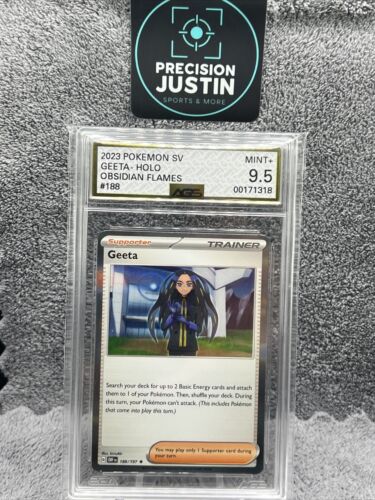 PRECISION
JUSTIN
SPORTS & MORE
2023 POKEMON SV
GEETA- HOLO
OBSIDIAN FLAMES
#188
MINT+
9.5
00171318
AGS
Supporter
TRAINER
Geeta
Search your deck for up to 2 Basic Energy cards and attach
them to 1 of your Pokémon. Then, shuffle your deck. During
this turn, your Pokémon can't attack. (This includes Pokémon
that come into play this turn.)
You may play only 1 Supporter card during
your turn.
188/197